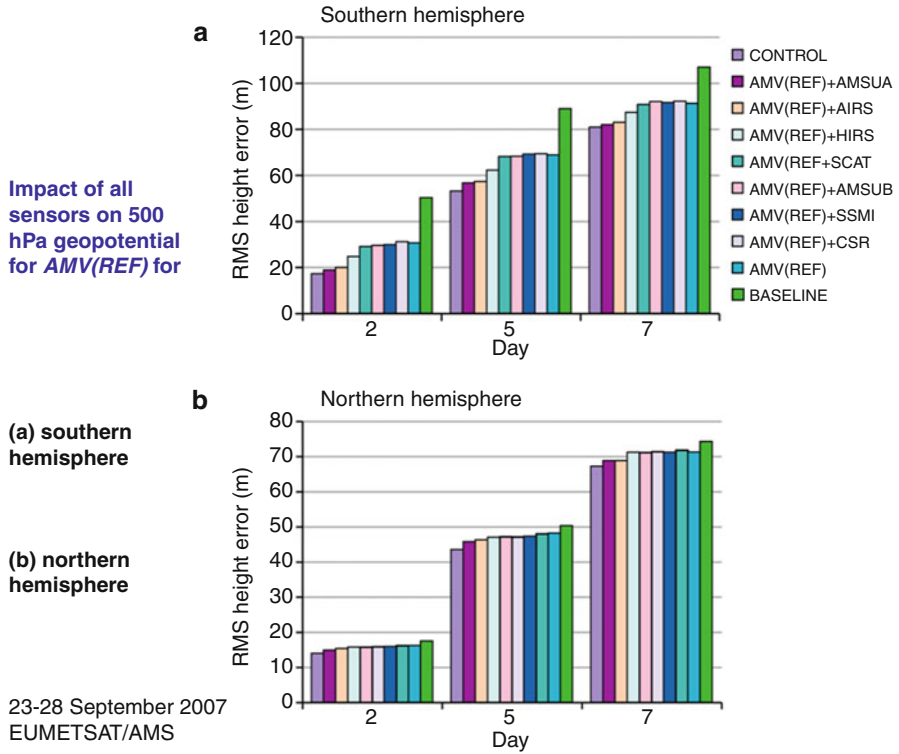 Southern hemisphere
a
RMS height error (m)
120
100
80
60
40
20
0
2
5
7
Day
CONTROL
AMV(REF)+AMSUA
AMV(REF)+AIRS
AMV(REF)+HIRS
AMV(REF+SCAT
AMV(REF)+AMSUB
AMV(REF)+SSMI
AMV(REF)+CSR
AMV(REF)
BASELINE
Impact of all
sensors on 500
hPa geopotential
for AMV(REF) for
b
Northern hemisphere
RMS height error (m)
80
70
60
50
40
30
20
10
0
2
5
7
Day
(a) southern
hemisphere
(b) northern
hemisphere
23-28 September 2007
EUMETSAT/AMS